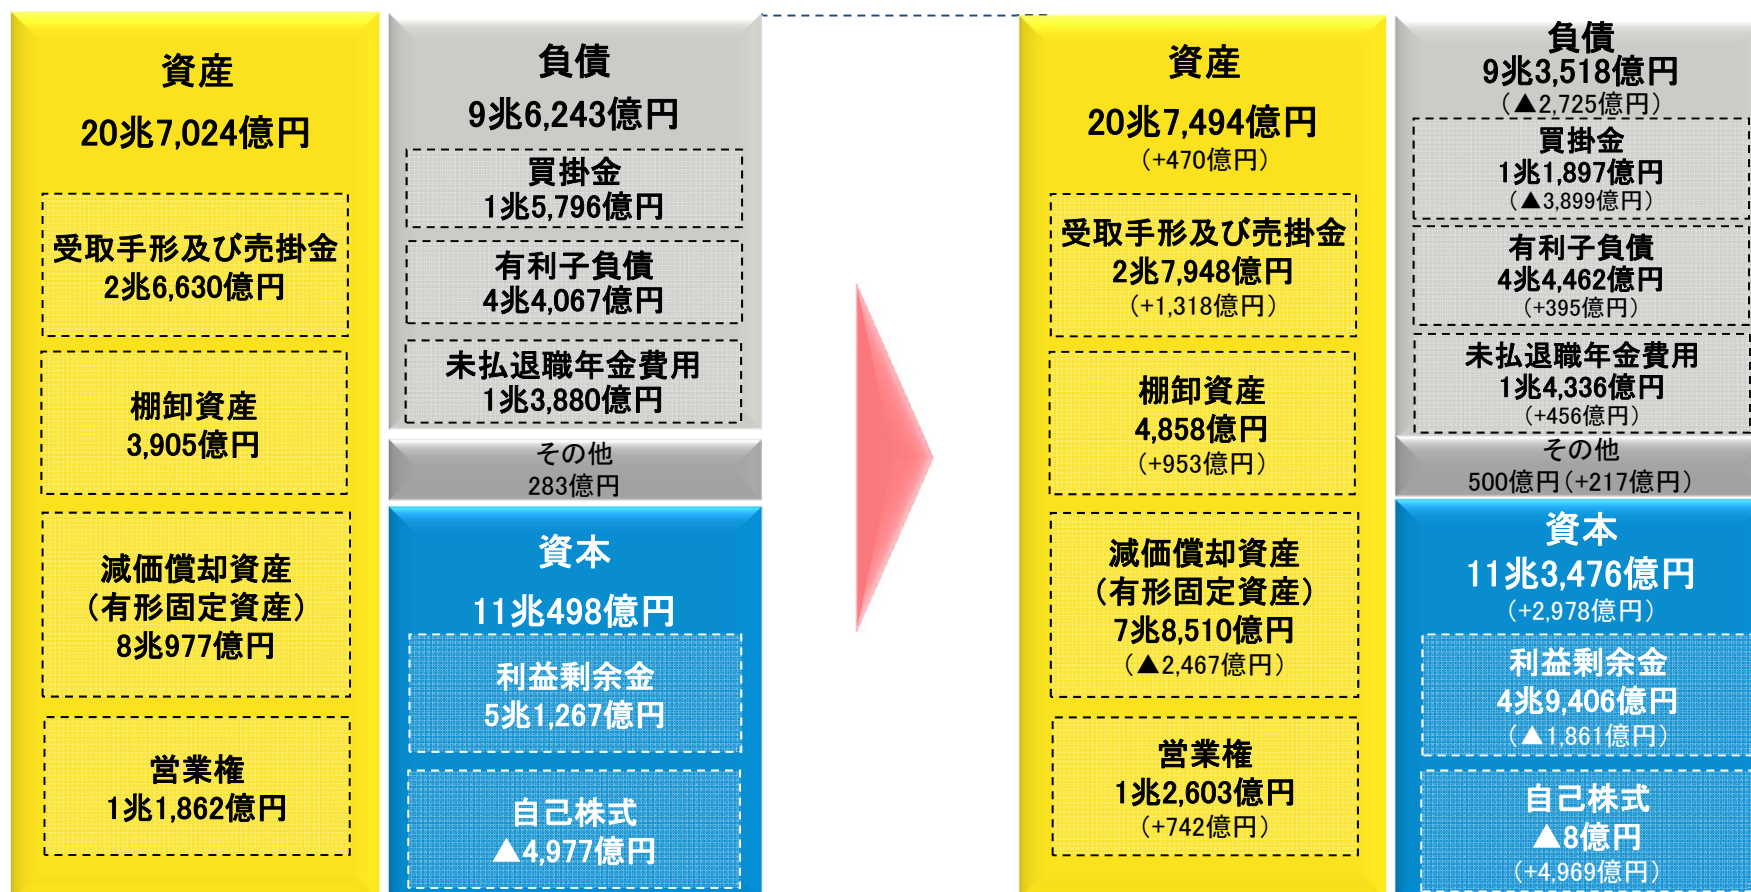 資産
20兆7,024億円
受取手形及び売掛金
2兆6,630億円
棚卸資産
3,905億円
減価償却資産
（有形固定資産）
8兆977億円
営業権
1兆1,862億円
負債
9兆6,243億円
買掛金
1兆5,796億円
有利子負債
4兆4,067億円
未払退職年金費用
1兆3,880億円
その他
283億円
資本
11兆498億円
利益剰余金
5兆1,267億円
自己株式
▲4,977億円
資産
20兆7,494億円
（+470億円）
受取手形及び売掛金
2兆7,948億円
（+1,318億円）
棚卸資産
4,858億円
（+953億円）
減価償却資産
（有形固定資産）
7兆8,510億円
（▲2,467億円）
営業権
1兆2,603億円
（+742億円）
負債
9兆3,518億円
（▲2,725億円）
買掛金
1兆1,897億円
（▲3,899億円）
有利子負債
4兆4,462億円
（+395億円）
未払退職年金費用
1兆4,336億円
（+456億円）
その他
500億円（+217億円）
資本
11兆3,476億円
（+2,978億円）
利益剰余金
4兆9,406億円
（▲1,861億円）
自己株式
▲8億円
（+4,969億円）